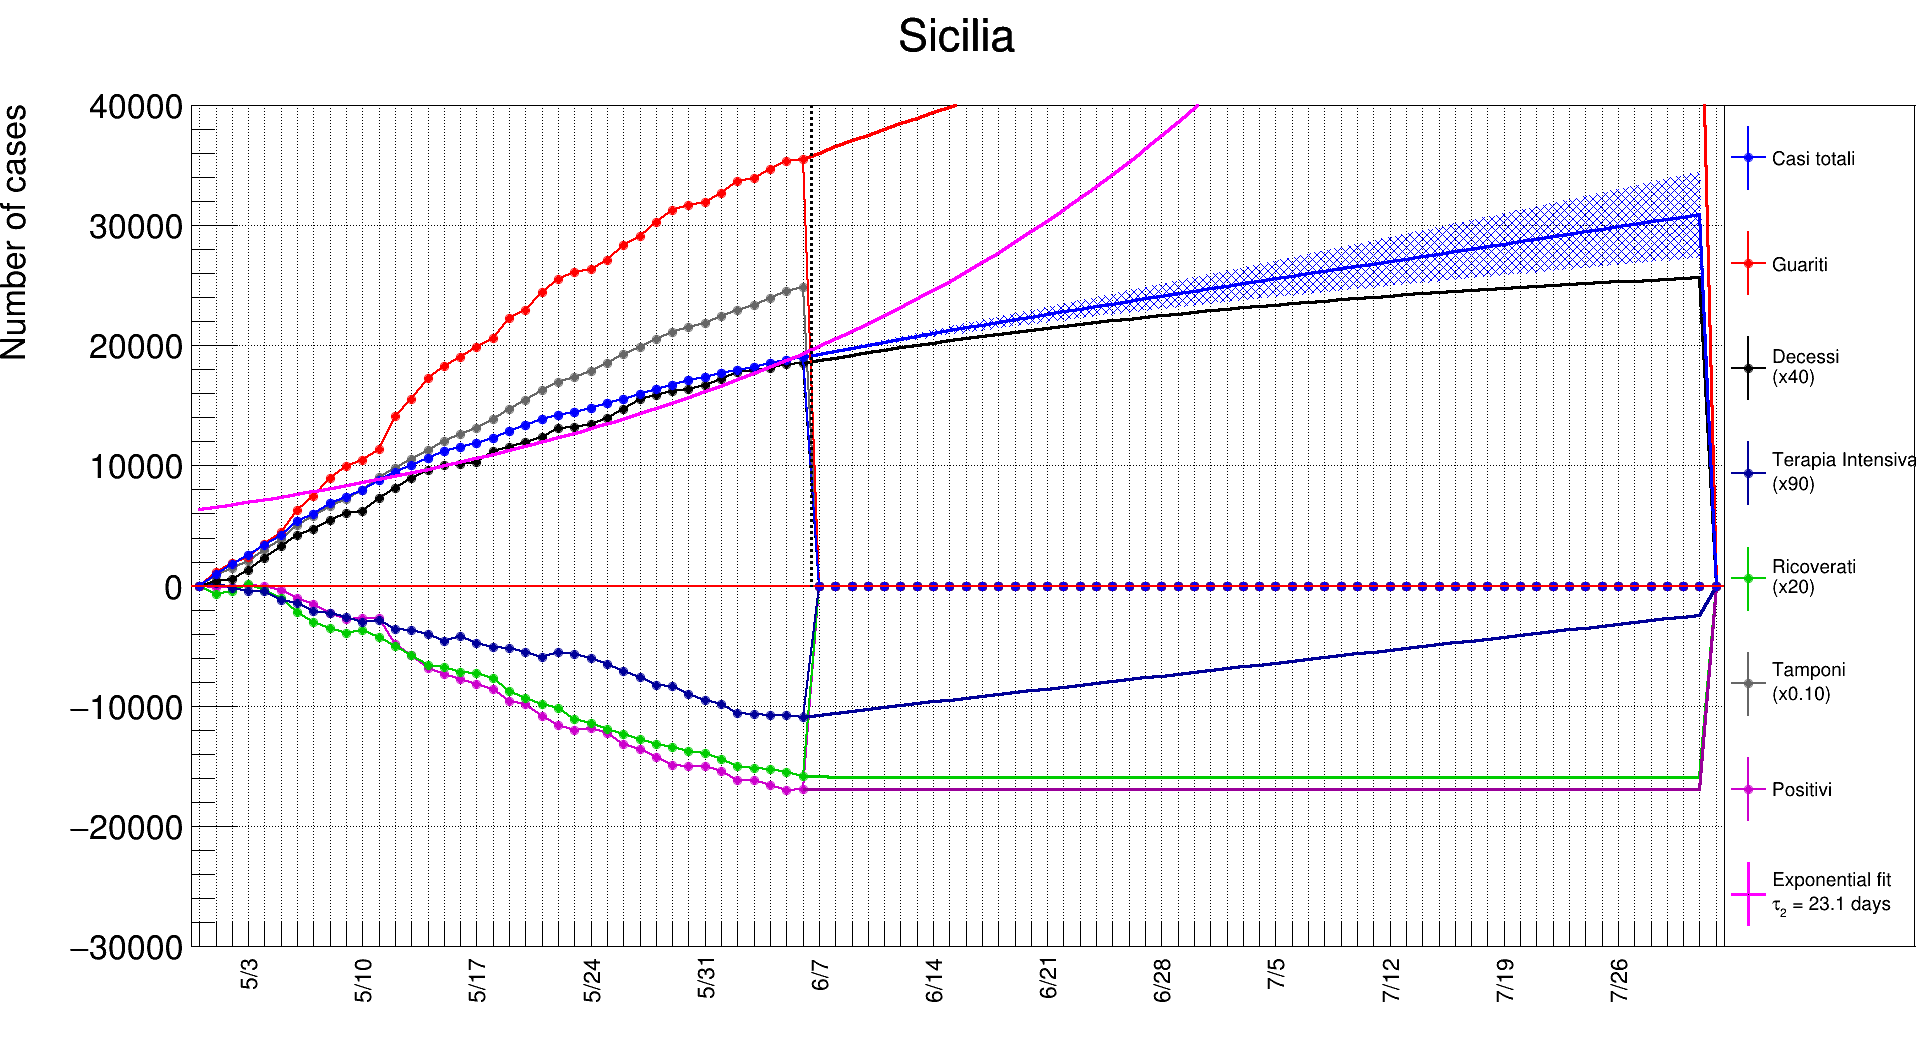 Sicilia
Number of cases
40000
30000
20000
10000
0
−10000
−20000
−30000
5/3
5/10
5/17
5/24
5/31
6/7
6/14
6/21
6/28
7/5
7/12
7/19
7/26
Casi totali
Guariti
Decessi
(x40)
Terapia Intensiva
(x90)
Ricoverati
(x20)
Tamponi
(x0.10)
Positivi
Exponential fit
τ₂ = 23.1 days